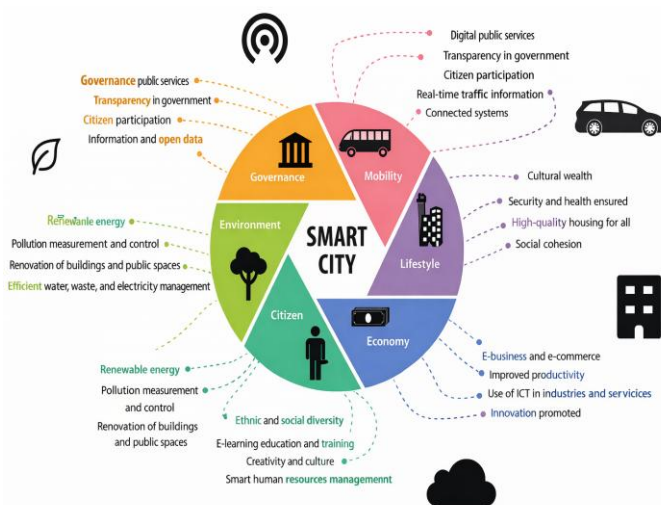 Digital public services
Transparency in government
Citizen participation
Real-time traffic information
Connected systems
Governance public services
Transparency in government
Citizen participation
Information and open data
Governance
Mobility
Cultural wealth
Security and health ensured
High-quality housing for all
Social cohesion
Lifestyle
Environment
Pollution measurement and control
Renovation of buildings and public spaces
Efficient water, waste, and electricity management
energy
SMART
CITY
Citizen
Economy
E-business and e-commerce
Improved productivity
Use of ICT in industries and servicices
Innovation promoted
Renewable energy
Pollution measurement
and control
Renovation of buildings
and public spaces
Ethnic and social diversity
E-learning education and training
Creativity and culture
Smart human resources managemennt